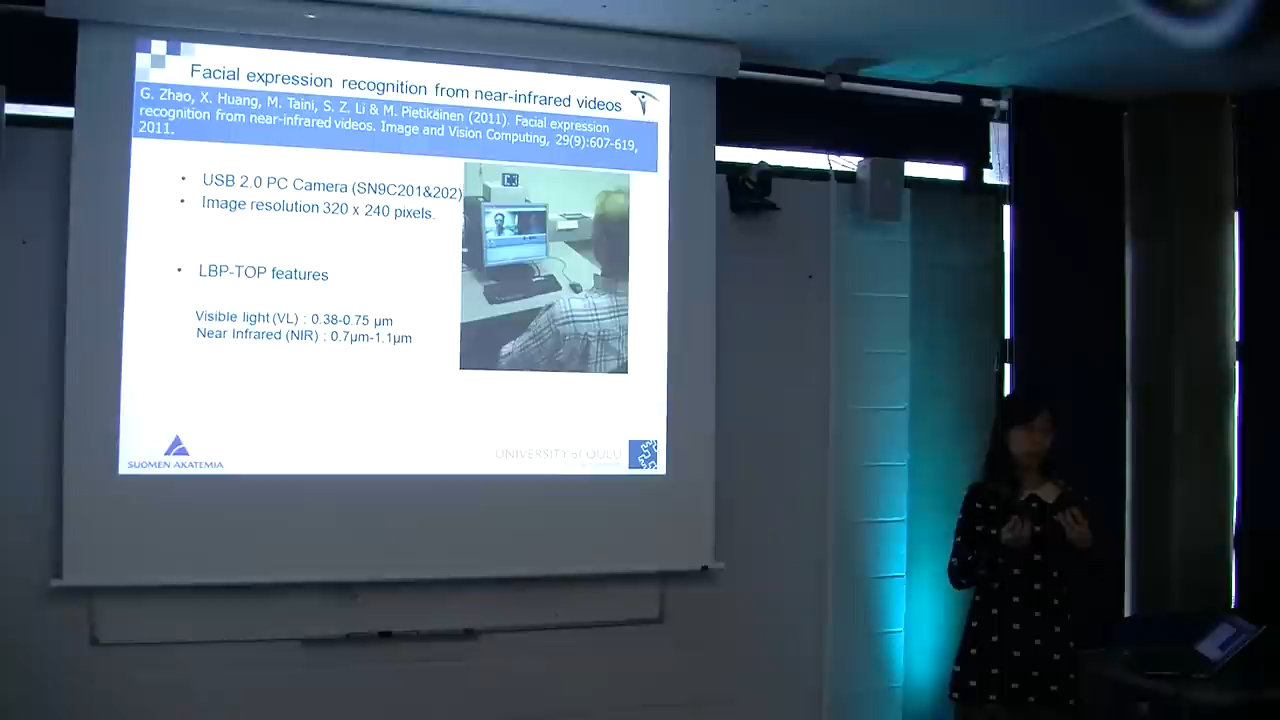 Facial expression recognition from near-infrared videos
G. Zhao, X. Huang, M. Taini, S. Z. Li & M. Pietikäinen (2011). Facial expression
recognition from near-infrared videos. Image and Vision Computing, 29(9):607-619,
2011.
• USB 2.0 PC Camera (SN9C201&202)
• Image resolution 320 x 240 pixels.
• LBP-TOP features
Visible light (VL) : 0.38-0.75 μm
Near Infrared (NIR) : 0.7μm-1.1μm
SUOMEN AKATEMIA
UNIVERSITY of OULU